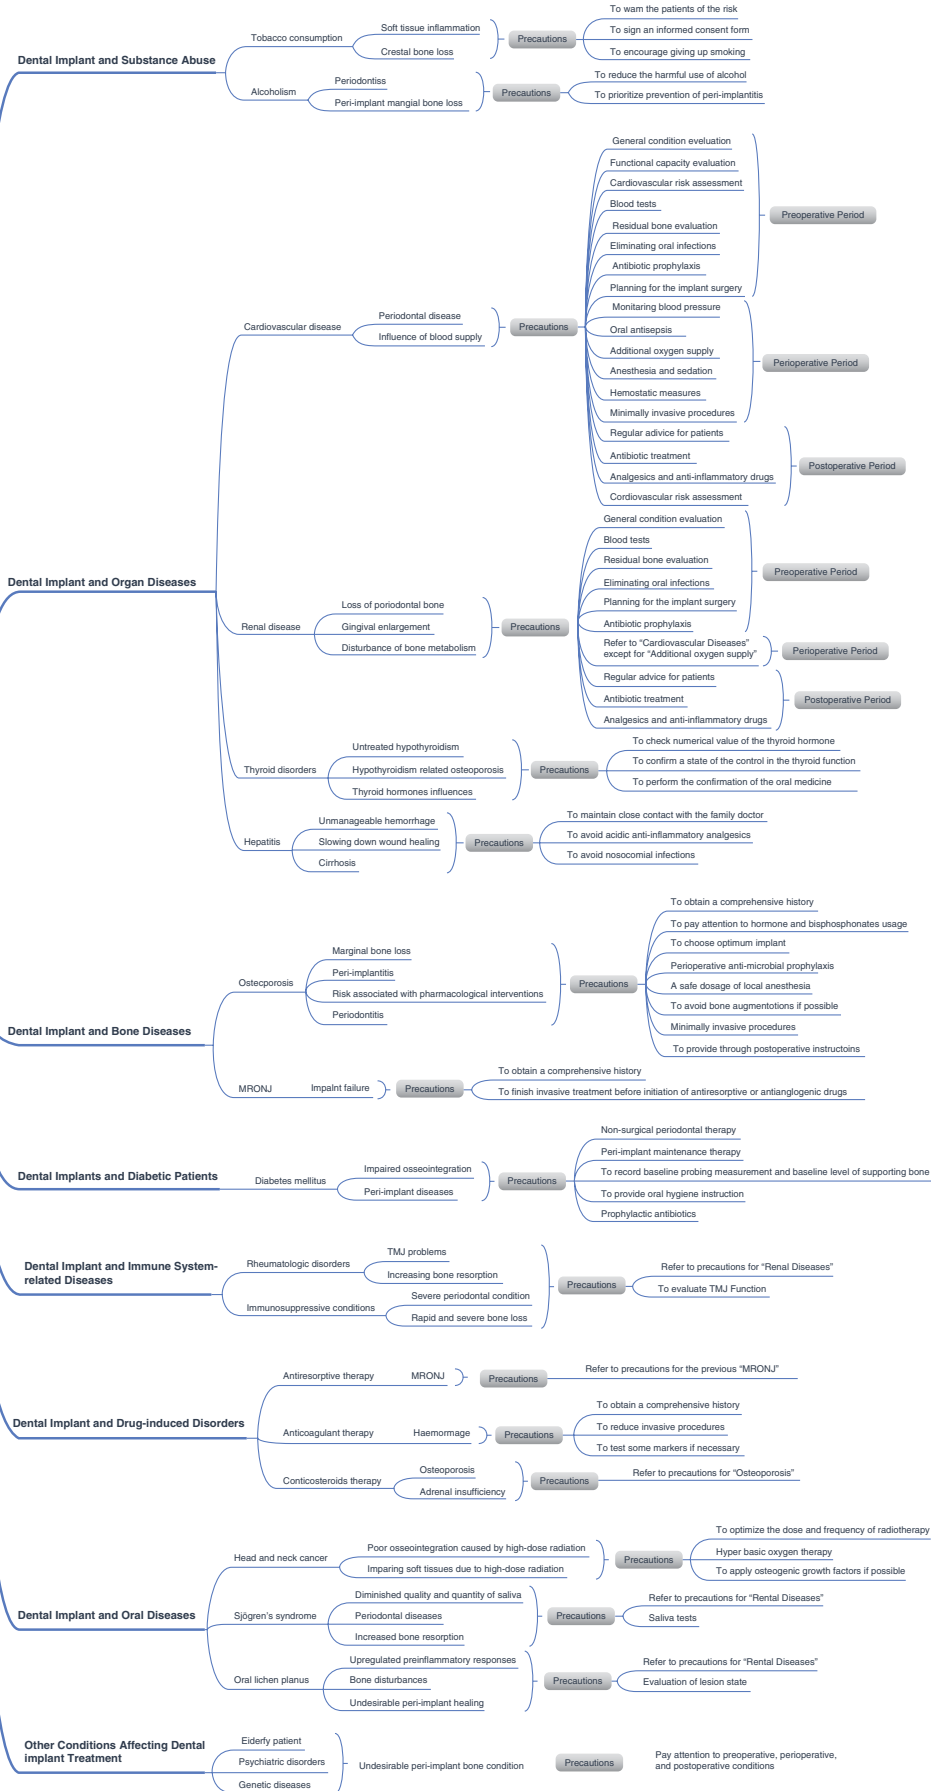 Dental Implant and Substance Abuse
Tobacco consumption
Soft tissue inflammation
Crestal bone loss
Precautions
To warn the patients of the risk
To sign an informed consent form
To encourage giving up smoking
Alcoholism
Periodontiss
Peri-implant mangial bone loss
Precautions
To reduce the harmful use of alcohol
To prioritize prevention of peri-implantitis
Dental Implant and Organ Diseases
Cardiovascular disease
Periodontal disease
Influence of blood supply
Precautions
General condition eveluation
Functional capacity evaluation
Cardiovascular risk assessment
Blood tests
Residual bone evaluation
Eliminating oral infections
Antibiotic prophylaxis
Planning for the implant surgery
Preoperative Period
Monitaring blood pressure
Oral antisepsis
Additional oxygen supply
Anesthesia and sedation
Hemostatic measures
Minimally invasive procedures
Perioperative Period
Regular advice for patients
Antibiotic treatment
Analgesics and anti-inflammatory drugs
Cordiovascular risk assessment
Postoperative Period
Renal disease
Loss of poriodontal bone
Gingival enlargement
Disturbance of bone metabolism
Precautions
General condition evaluation
Blood tests
Residual bone evaluation
Eliminating oral infections
Planning for the implant surgery
Antibiotic prophylaxis
Preoperative Period
Refer to “Cardiovascular Diseases”
except for “Additional oxygen supply”
Perioperative Period
Regular advice for patients
Antibiotic treatment
Analgesics and anti-inflammatory drugs
Postoperative Period
Thyroid disorders
Untreated hypothyroidism
Hypothyroidism related osteoporosis
Thyroid hormones influences
Precautions
To check numerical value of the thyroid hormone
To confirm a state of the control in the thyroid function
To perform the confirmation of the oral medicine
Hepatitis
Unmanageable hemorrhage
Slowing down wound healing
Cirrhosis
Precautions
To maintain close contact with the family doctor
To avoid acidic anti-inflammatory analgesics
To avoid nosocomial infections
Dental Implant and Bone Diseases
Ostecporosis
Marginal bone loss
Peri-implantitis
Risk associated with pharmacological interventions
Periodontitis
Precautions
To obtain a comprehensive history
To pay attention to hormone and bisphosphonates usage
To choose optimum implant
Perioperative anti-microbial prophylaxis
A safe dosage of local anesthesia
To avoid bone augmentotions if possible
Minimally invasive procedures
To provide through postoperative instructoins
MRONJ
Impalnt failure
Precautions
To obtain a comprehensive history
To finish invasive treatment before initiation of antiresorptive or antianglogenic drugs
Dental Implants and Diabetic Patients
Diabetes mellitus
Impaired osseointegration
Peri-implant diseases
Precautions
Non-surgical periodontal therapy
Peri-implant maintenance therapy
To record baseline probing measurement and baseline level of supporting bone
To provide oral hygiene instruction
Prophylactic antibiotics
Dental Implant and Immune System-
related Diseases
Rheumatologic disorders
TMJ problems
Increasing bone resorption
Immunosuppressive conditions
Severe periodontal condition
Rapid and severe bone loss
Precautions
Refer to precautions for “Renal Diseases”
To evaluate TMJ Function
Dental Implant and Drug-induced Disorders
Antiresorptive therapy
MRONJ
Precautions
Refer to precautions for the previous “MRONJ”
Anticoagulant therapy
Haemormage
Precautions
To obtain a comprehensive history
To reduce invasive procedures
To test some markers if necessary
Conticosteroids therapy
Osteoporosis
Adrenal insufficiency
Precautions
Refer to precautions for “Osteoporosis”
Dental Implant and Oral Diseases
Head and neck cancer
Poor osseointegration caused by high-dose radiation
Imparing soft tissues due to high-dose radiation
Precautions
To optimize the dose and frequency of radiotherapy
Hyper basic oxygen therapy
To apply osteogenic growth factors if possible
Sjögren’s syndrome
Diminished quality and quantity of saliva
Periodontal diseases
Increased bone resorption
Precautions
Refer to precautions for “Rental Diseases”
Saliva tests
Oral lichen planus
Upregulated preinflammatory responses
Bone disturbances
Undesirable peri-implant healing
Precautions
Refer to precautions for “Rental Diseases”
Evaluation of lesion state
Other Conditions Affecting Dental
implant Treatment
Eiderfy patient
Psychiatric disorders
Genetic diseases
Undesirable peri-implant bone condition
Precautions
Pay attention to preoperative, perioperative,
and postoperative conditions